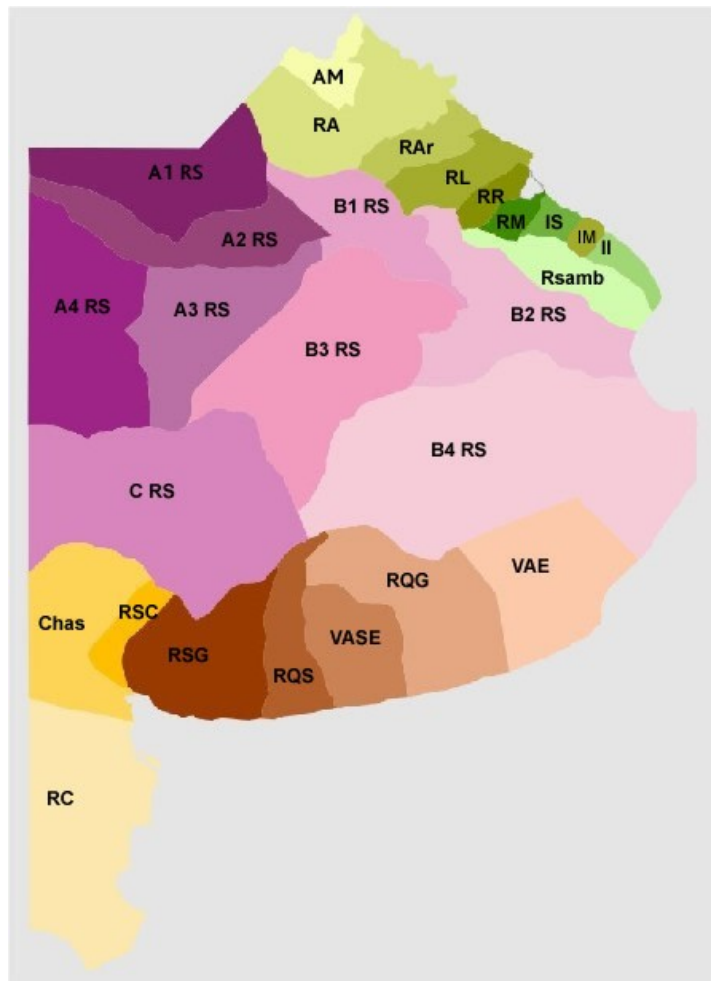 AM
RA
RAr
A1 RS
RL
RR
B1 RS
RM
IS
IM
II
A2 RS
Rsamb
A4 RS
A3 RS
B2 RS
B3 RS
B4 RS
C RS
VAE
RQG
RSC
Chas
VASE
RSG
RQS
RC